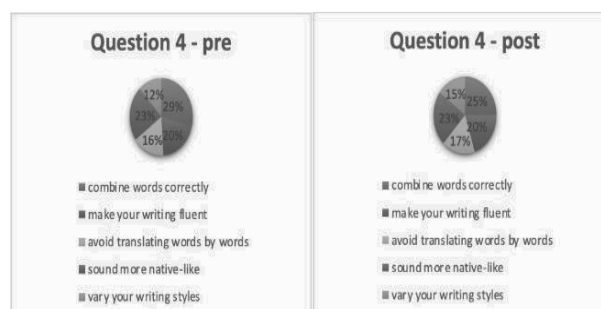 Question 4 - pre
12%
29%
23%
20%
16%
combine words correctly
make your writing fluent
avoid translating words by words
sound more native-like
vary your writing styles
Question 4 - post
15%
25%
23%
20%
17%
combine words correctly
make your writing fluent
avoid translating words by words
sound more native-like
vary your writing styles